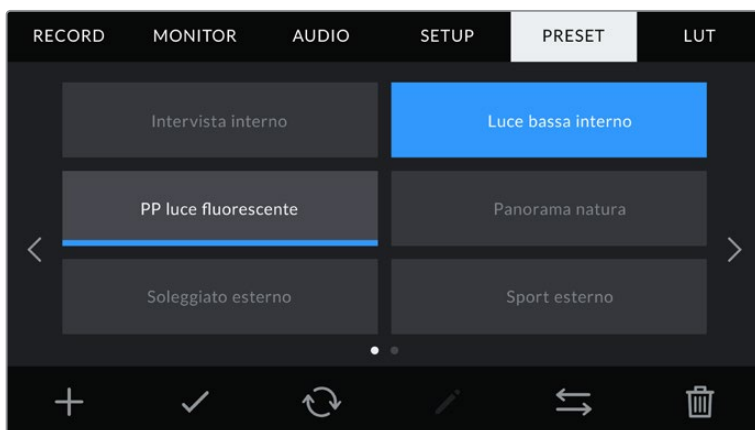 RECORD MONITOR AUDIO SETUP PRESET LUT
Intervista interno Luce bassa interno
PP luce fluorescente Panorama natura
Soleggiato esterno Sport esterno